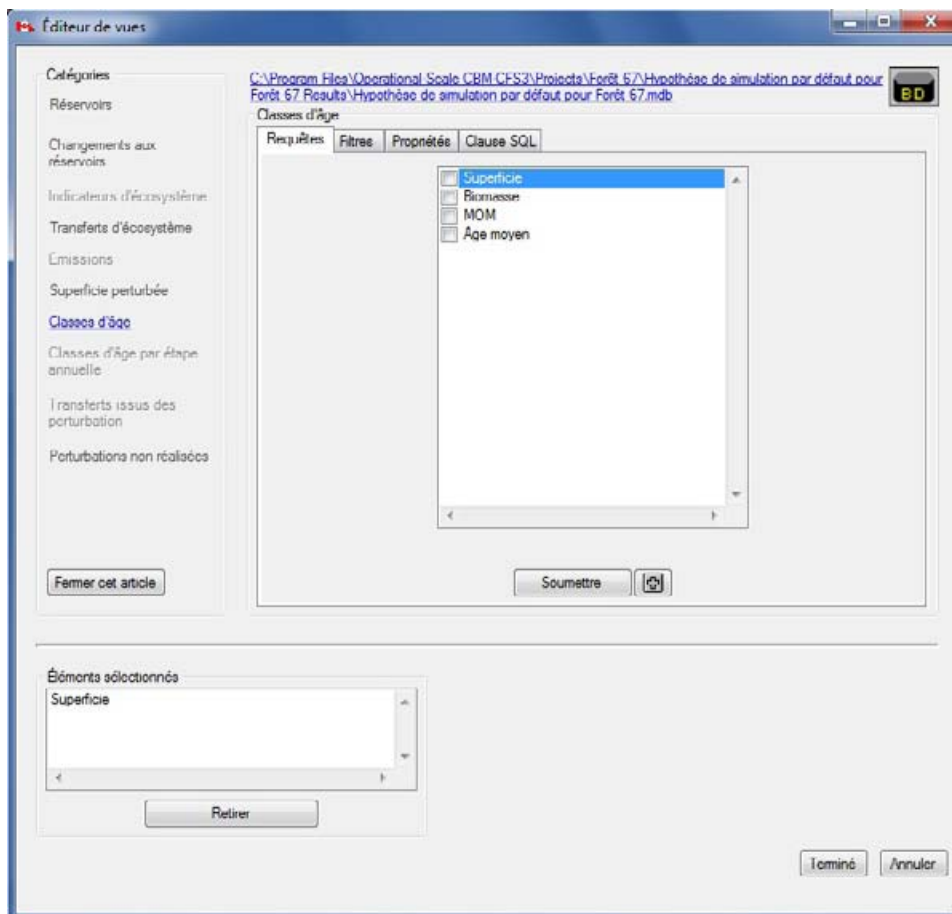 Éditeur de vues
Catégories
Réservoirs
Changements aux
réservoirs
Indicateurs d'écosystème
Transferts d'écosystème
Émissions
Superficie perturbée
Classes d'âge
Classes d'âge par étape
annuelle
Transferts issus des
perturbation
Perturbations non réalisées
Fermer cet article
C:\Program Files\Operational Scale CBM CFS3\Projects\Forêt 67\Hypothèse de simulation par défaut pour
Forêt 67 Results\Hypothèse de simulation par défaut pour Forêt 67.mdb
BD
Classes d'âge
Requêtes Filtres Propriétés Clause SQL
Superficie
Biomasse
MOM
Âge moyen
Soumettre
Éléments sélectionnés
Superficie
Retirer
Terminé Annuler